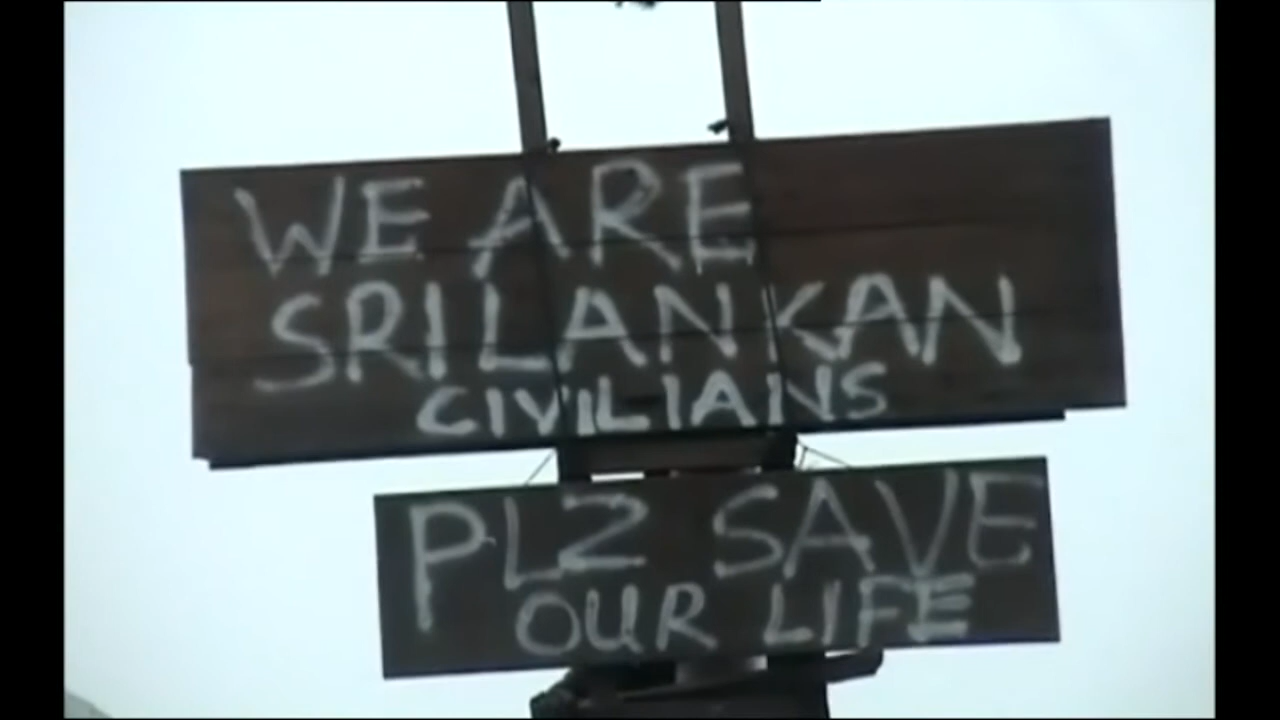 WE ARE
SRILANKAN
CIVILIANS
PLZ SAVE
OUR LIFE